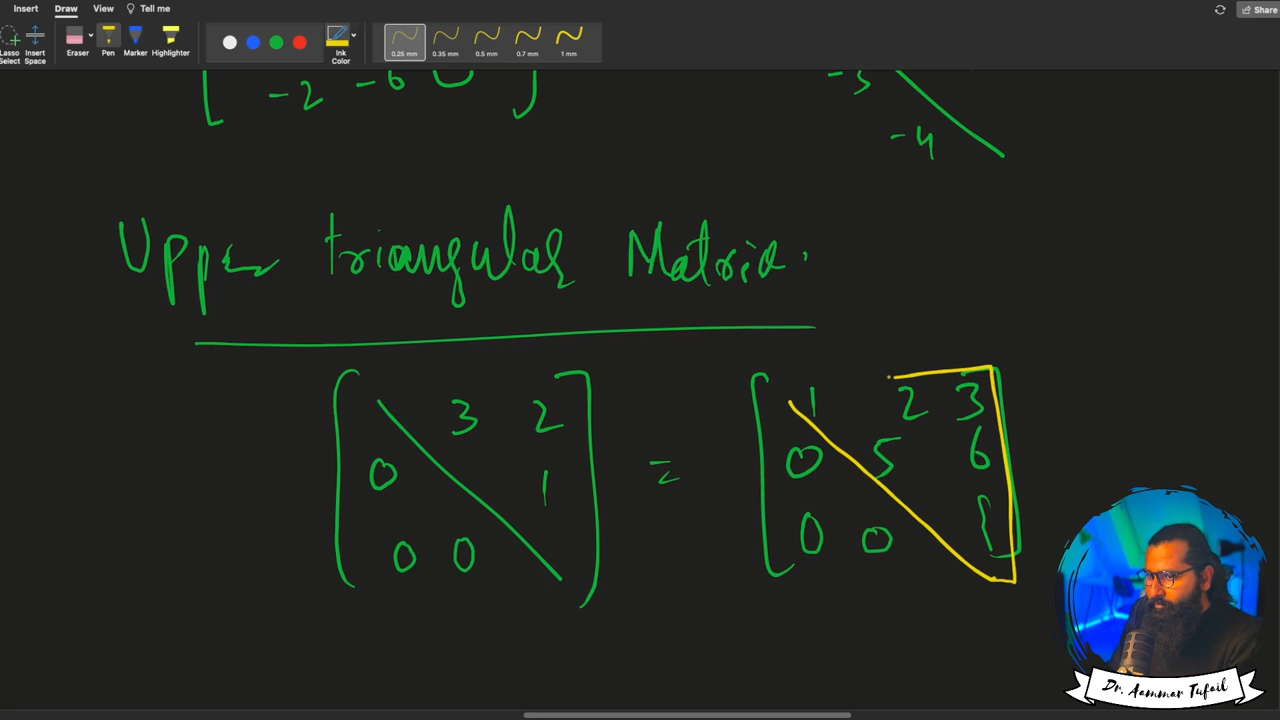 Insert Draw View Tell me
Share
Lasso Select Insert Space Eraser Pen Marker Highlighter Ink Color 0.25 mm 0.35 mm 0.5 mm 0.7 mm 1 mm
-2 -6 0 -3
-4
Upper triangular Matrix.
3 2 = 1 2 3
0 1 0 5 6
0 0 0 0 1
Dr. Aammar Tufail